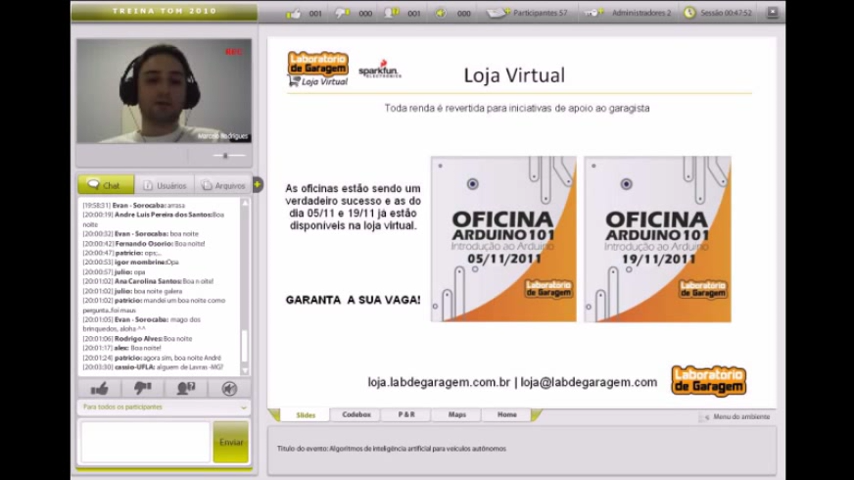 TREINA TOM 2010
001
000
001
000
Participantes 57
Administradores 2
Sessão 00:47:52
REC
Marcelo Rodrigues
Chat
Usuários
Arquivos
[19:58:31] Evan - Sorocaba: arrasa
[20:00:19] Andre Luis Pereira dos Santos:Boa
noite
[20:00:32] Evan - Sorocaba: boa noite
[20:00:42] Fernando Osorio: Boa noite!
[20:00:47] patricio: ops;..
[20:00:53] igor mombrine:Opa
[20:00:57] julio: opa
[20:01:02] Ana Carolina Santos: Boa noite!
[20:01:02] julio: boa noite galera
[20:01:02] patricio: mandei um boa noite como
pergunta..foi maus
[20:01:05] Evan - Sorocaba: mago dos
brinquedos, aloha ^^
[20:01:06] Rodrigo Alves: Boa noite
[20:01:17] alex: Boa noite!
[20:01:24] patricio: agora sim, boa noite André
[20:03:30] cassio-UFLA: alguem de Lavras -MG?
Para todos os participantes
Enviar
Laboratório
de Garagem
Loja Virtual
sparkfun
ELECTRONICS
Loja Virtual
Toda renda é revertida para iniciativas de apoio ao garagista
As oficinas estão sendo um
verdadeiro sucesso e as do
dia 05/11 e 19/11 já estão
disponíveis na loja virtual.
GARANTA A SUA VAGA!
OFICINA
ARDUINO 101
Introdução ao Arduino
05/11/2011
Laboratório
de Garagem
OFICINA
ARDUINO 101
Introdução ao Arduino
19/11/2011
Laboratório
de Garagem
loja.labdegaragem.com.br | loja@labdegaragem.com
Laboratório
de Garagem
Slides
Codebox
P & R
Maps
Home
Menu do ambiente
Título do evento: Algoritmos de inteligência artificial para veículos autônomos